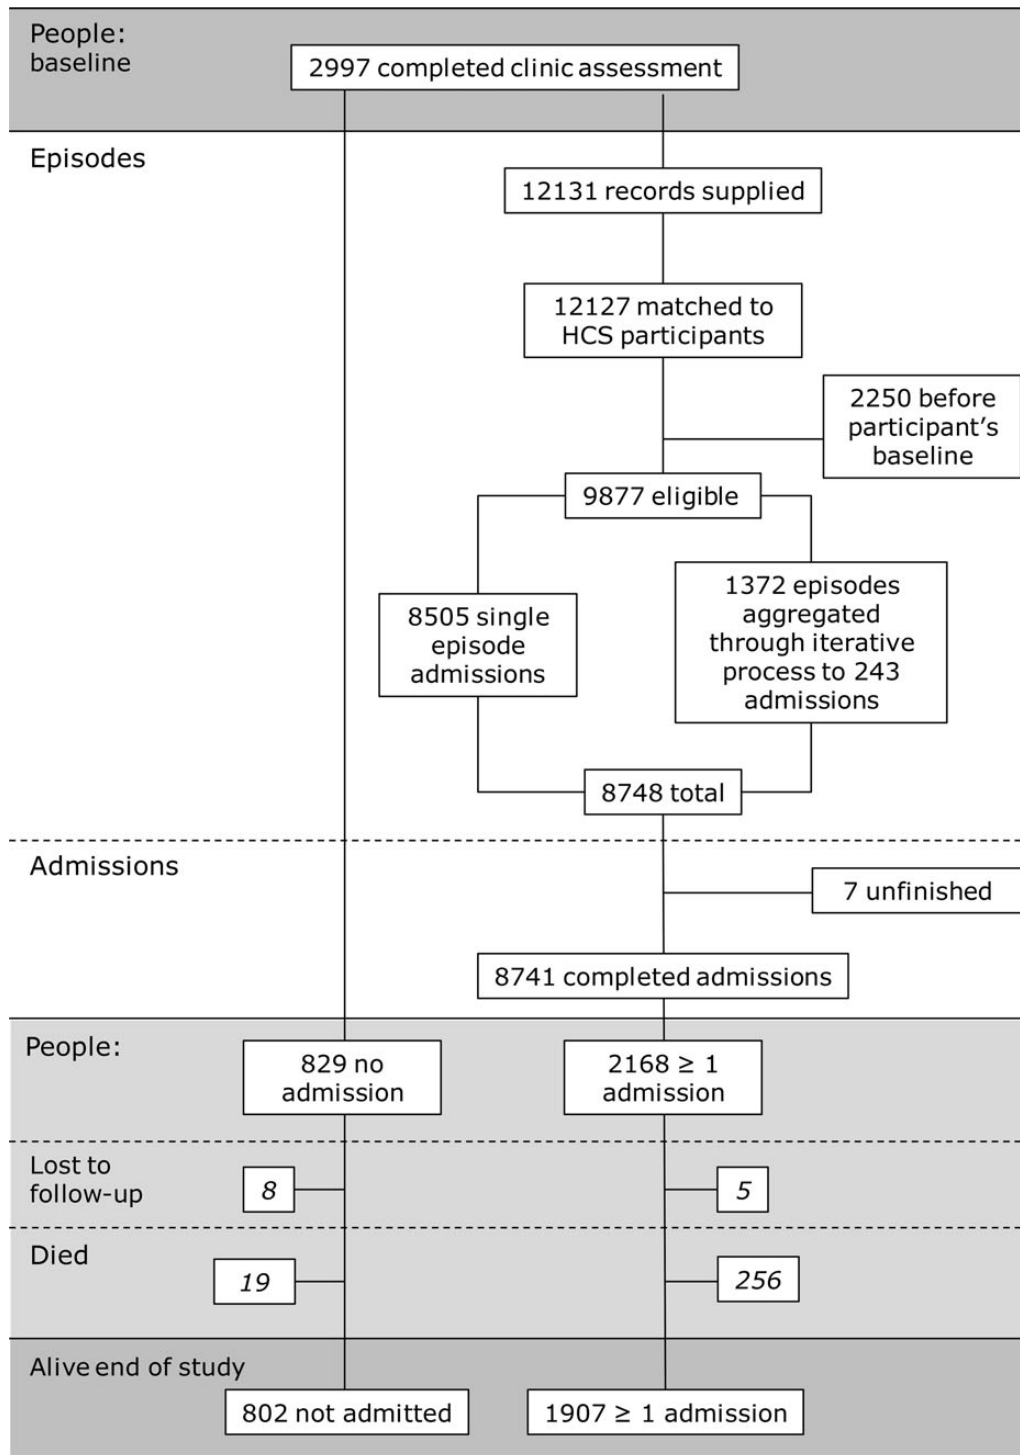 People:
baseline
2997 completed clinic assessment
Episodes
12131 records supplied
12127 matched to
HCS participants
2250 before
participant’s
baseline
9877 eligible
8505 single
episode
admissions
1372 episodes
aggregated
through iterative
process to 243
admissions
8748 total
Admissions
7 unfinished
8741 completed admissions
People:
829 no
admission
2168 ≥ 1
admission
Lost to
follow-up
8
5
Died
19
256
Alive end of study
802 not admitted
1907 ≥ 1 admission